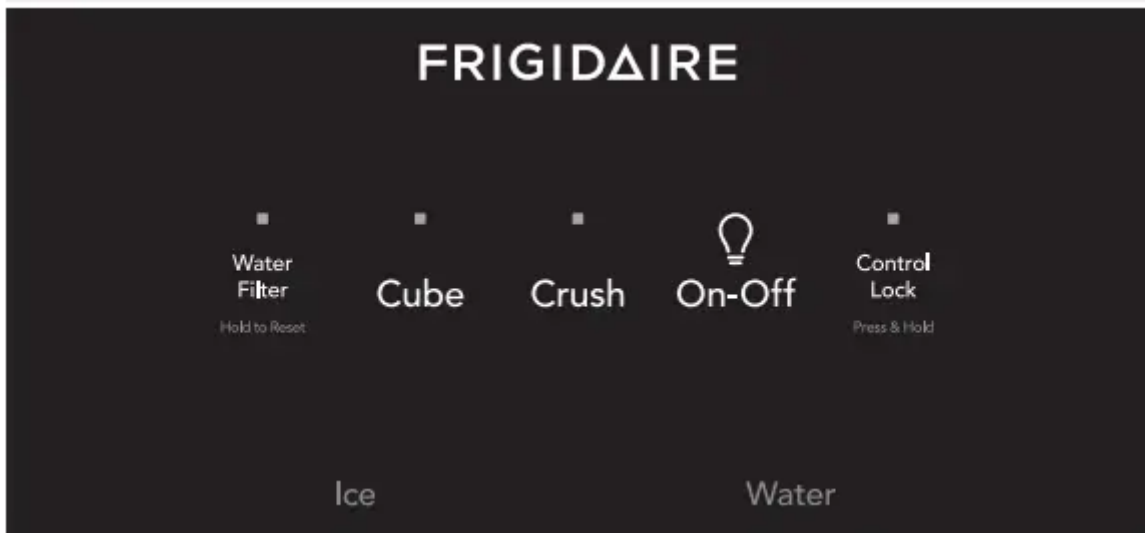 FRIGIDAIRE
Water
Filter
Hold to Reset
Cube
Crush
On-Off
Control
Lock
Press & Hold
Ice
Water